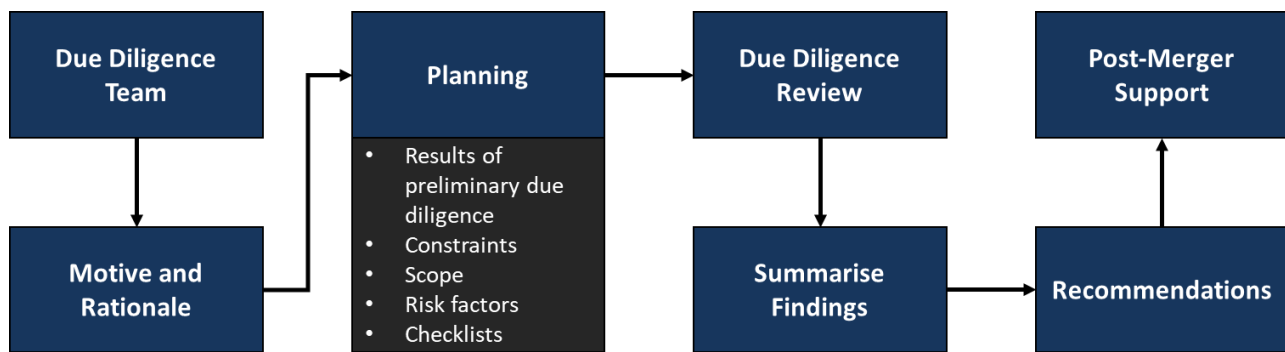 Due Diligence
Team
Motive and
Rationale
Planning
• Results of
preliminary due
diligence
• Constraints
• Scope
• Risk factors
• Checklists
Due Diligence
Review
Summarise
Findings
Recommendations
Post-Merger
Support